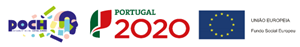 POCH
PORTUGAL
2020
UNIÃO EUROPEIA
Fundo Social Europeu